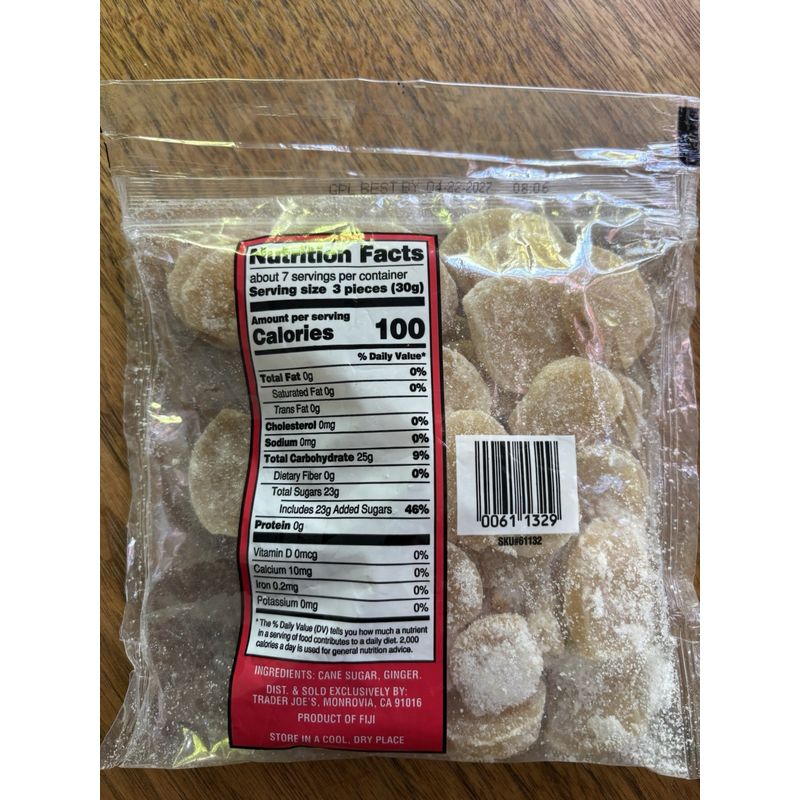 GPL BEST BY 04-22-2027 08:06
Nutrition Facts
about 7 servings per container
Serving size 3 pieces (30g)
Amount per serving
Calories 100
% Daily Value*
Total Fat 0g 0%
Saturated Fat 0g 0%
Trans Fat 0g
Cholesterol 0mg 0%
Sodium 0mg 0%
Total Carbohydrate 25g 9%
Dietary Fiber 0g 0%
Total Sugars 23g
Includes 23g Added Sugars 46%
Protein 0g
Vitamin D 0mcg 0%
Calcium 10mg 0%
Iron 0.2mg 0%
Potassium 0mg 0%
* The % Daily Value (DV) tells you how much a nutrient
in a serving of food contributes to a daily diet. 2,000
calories a day is used for general nutrition advice.
INGREDIENTS: CANE SUGAR, GINGER.
DIST. & SOLD EXCLUSIVELY BY:
TRADER JOE'S, MONROVIA, CA 91016
PRODUCT OF FIJI
STORE IN A COOL, DRY PLACE
0061 1329
SKU#61132